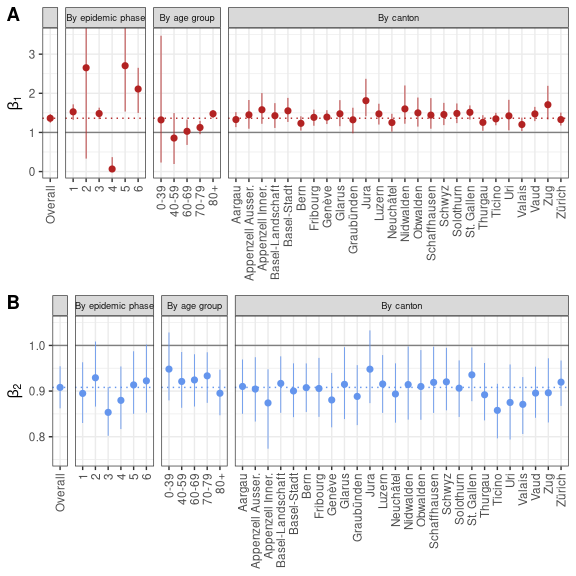 A
By epidemic phase
By age group
By canton
β1
3
2
1
0
Overall
1
2
3
4
5
6
0-39
40-59
60-69
70-79
80+
Aargau
Appenzell Ausser.
Appenzell Inner.
Basel-Landschaft
Basel-Stadt
Bern
Fribourg
Genève
Glarus
Graubünden
Jura
Luzern
Neuchâtel
Nidwalden
Obwalden
Schaffhausen
Schwyz
Solothurn
St. Gallen
Thurgau
Ticino
Uri
Valais
Vaud
Zug
Zürich
B
By epidemic phase
By age group
By canton
β2
1.0
0.9
0.8
Overall
1
2
3
4
5
6
0-39
40-59
60-69
70-79
80+
Aargau
Appenzell Ausser.
Appenzell Inner.
Basel-Landschaft
Basel-Stadt
Bern
Fribourg
Genève
Glarus
Graubünden
Jura
Luzern
Neuchâtel
Nidwalden
Obwalden
Schaffhausen
Schwyz
Solothurn
St. Gallen
Thurgau
Ticino
Uri
Valais
Vaud
Zug
Zürich